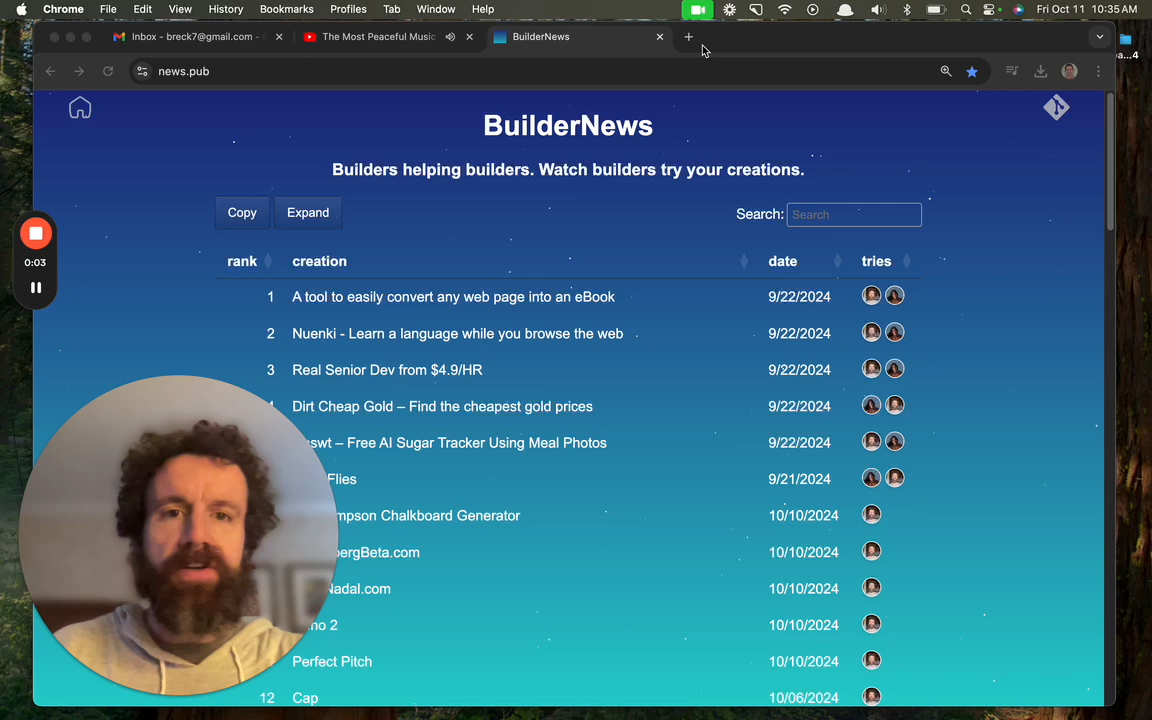 Chrome File Edit View History Bookmarks Profiles Tab Window Help Fri Oct 11 10:35 AM
Inbox - breck7@gmail.com - The Most Peaceful Music BuilderNews
...4
news.pub
BuilderNews
Builders helping builders. Watch builders try your creations.
Copy Expand Search: Search
0:03
rank creation date tries
1 A tool to easily convert any web page into an eBook 9/22/2024
2 Nuenki - Learn a language while you browse the web 9/22/2024
3 Real Senior Dev from $4.9/HR 9/22/2024
Dirt Cheap Gold – Find the cheapest gold prices 9/22/2024
– Free AI Sugar Tracker Using Meal Photos 9/22/2024
Flies 9/21/2024
Chalkboard Generator 10/10/2024
10/10/2024
10/10/2024
2 10/10/2024
Perfect Pitch 10/10/2024
12 Cap 10/06/2024